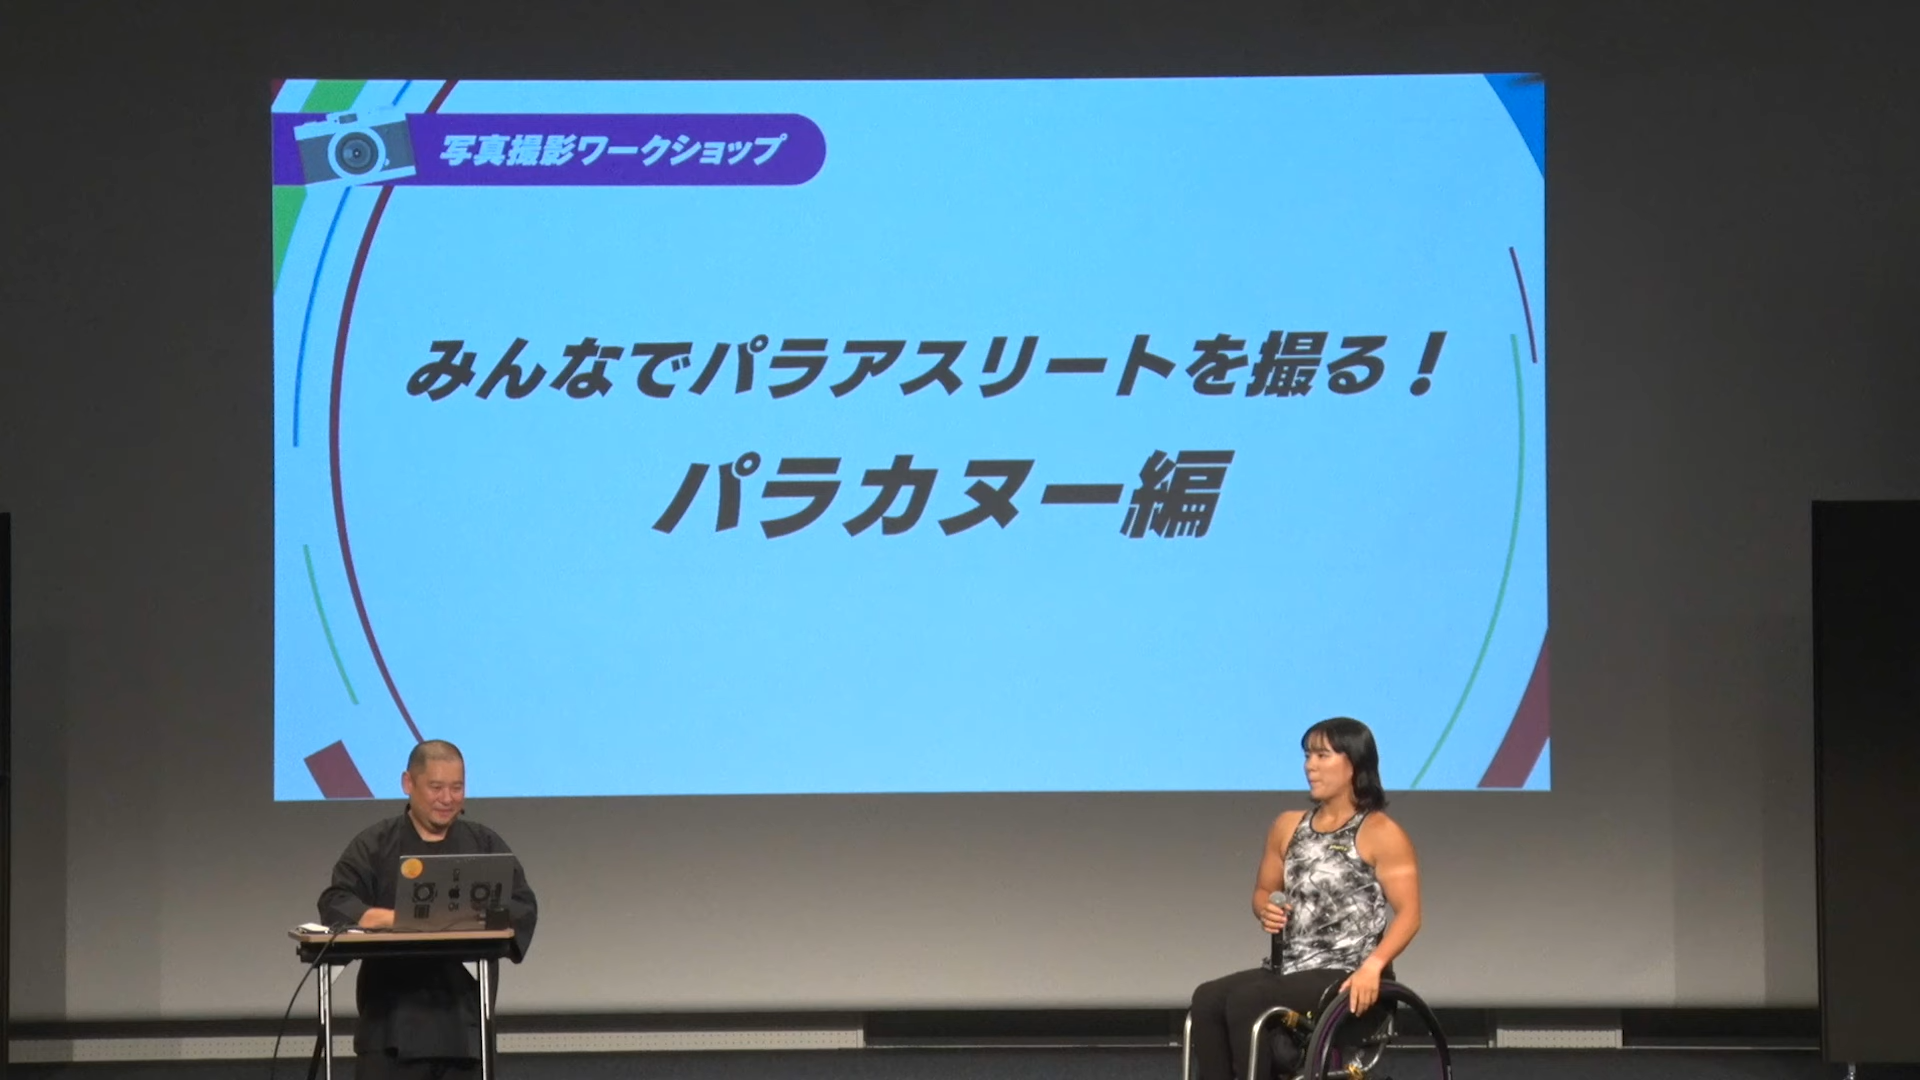 写真撮影ワークショップ
みんなでパラアスリートを撮る！
パラカヌー編